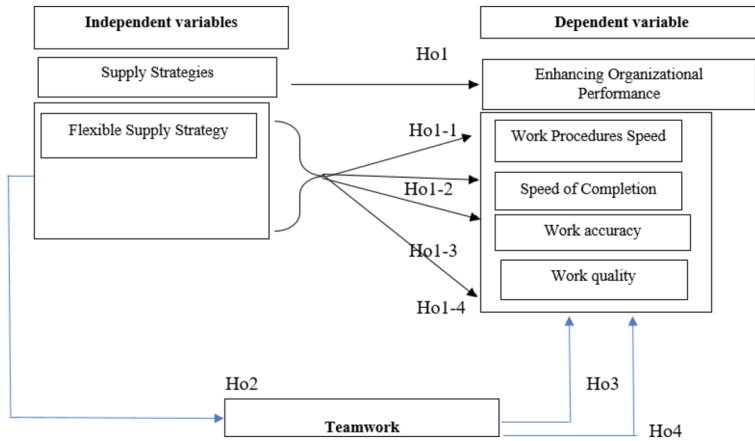 Independent variables
Dependent variable
Supply Strategies
Ho1
Enhancing Organizational
Performance
Flexible Supply Strategy
Ho1-1
Work Procedures Speed
Ho1-2
Speed of Completion
Work accuracy
Ho1-3
Work quality
Ho1-4
Ho2
Ho3
Teamwork
Ho4